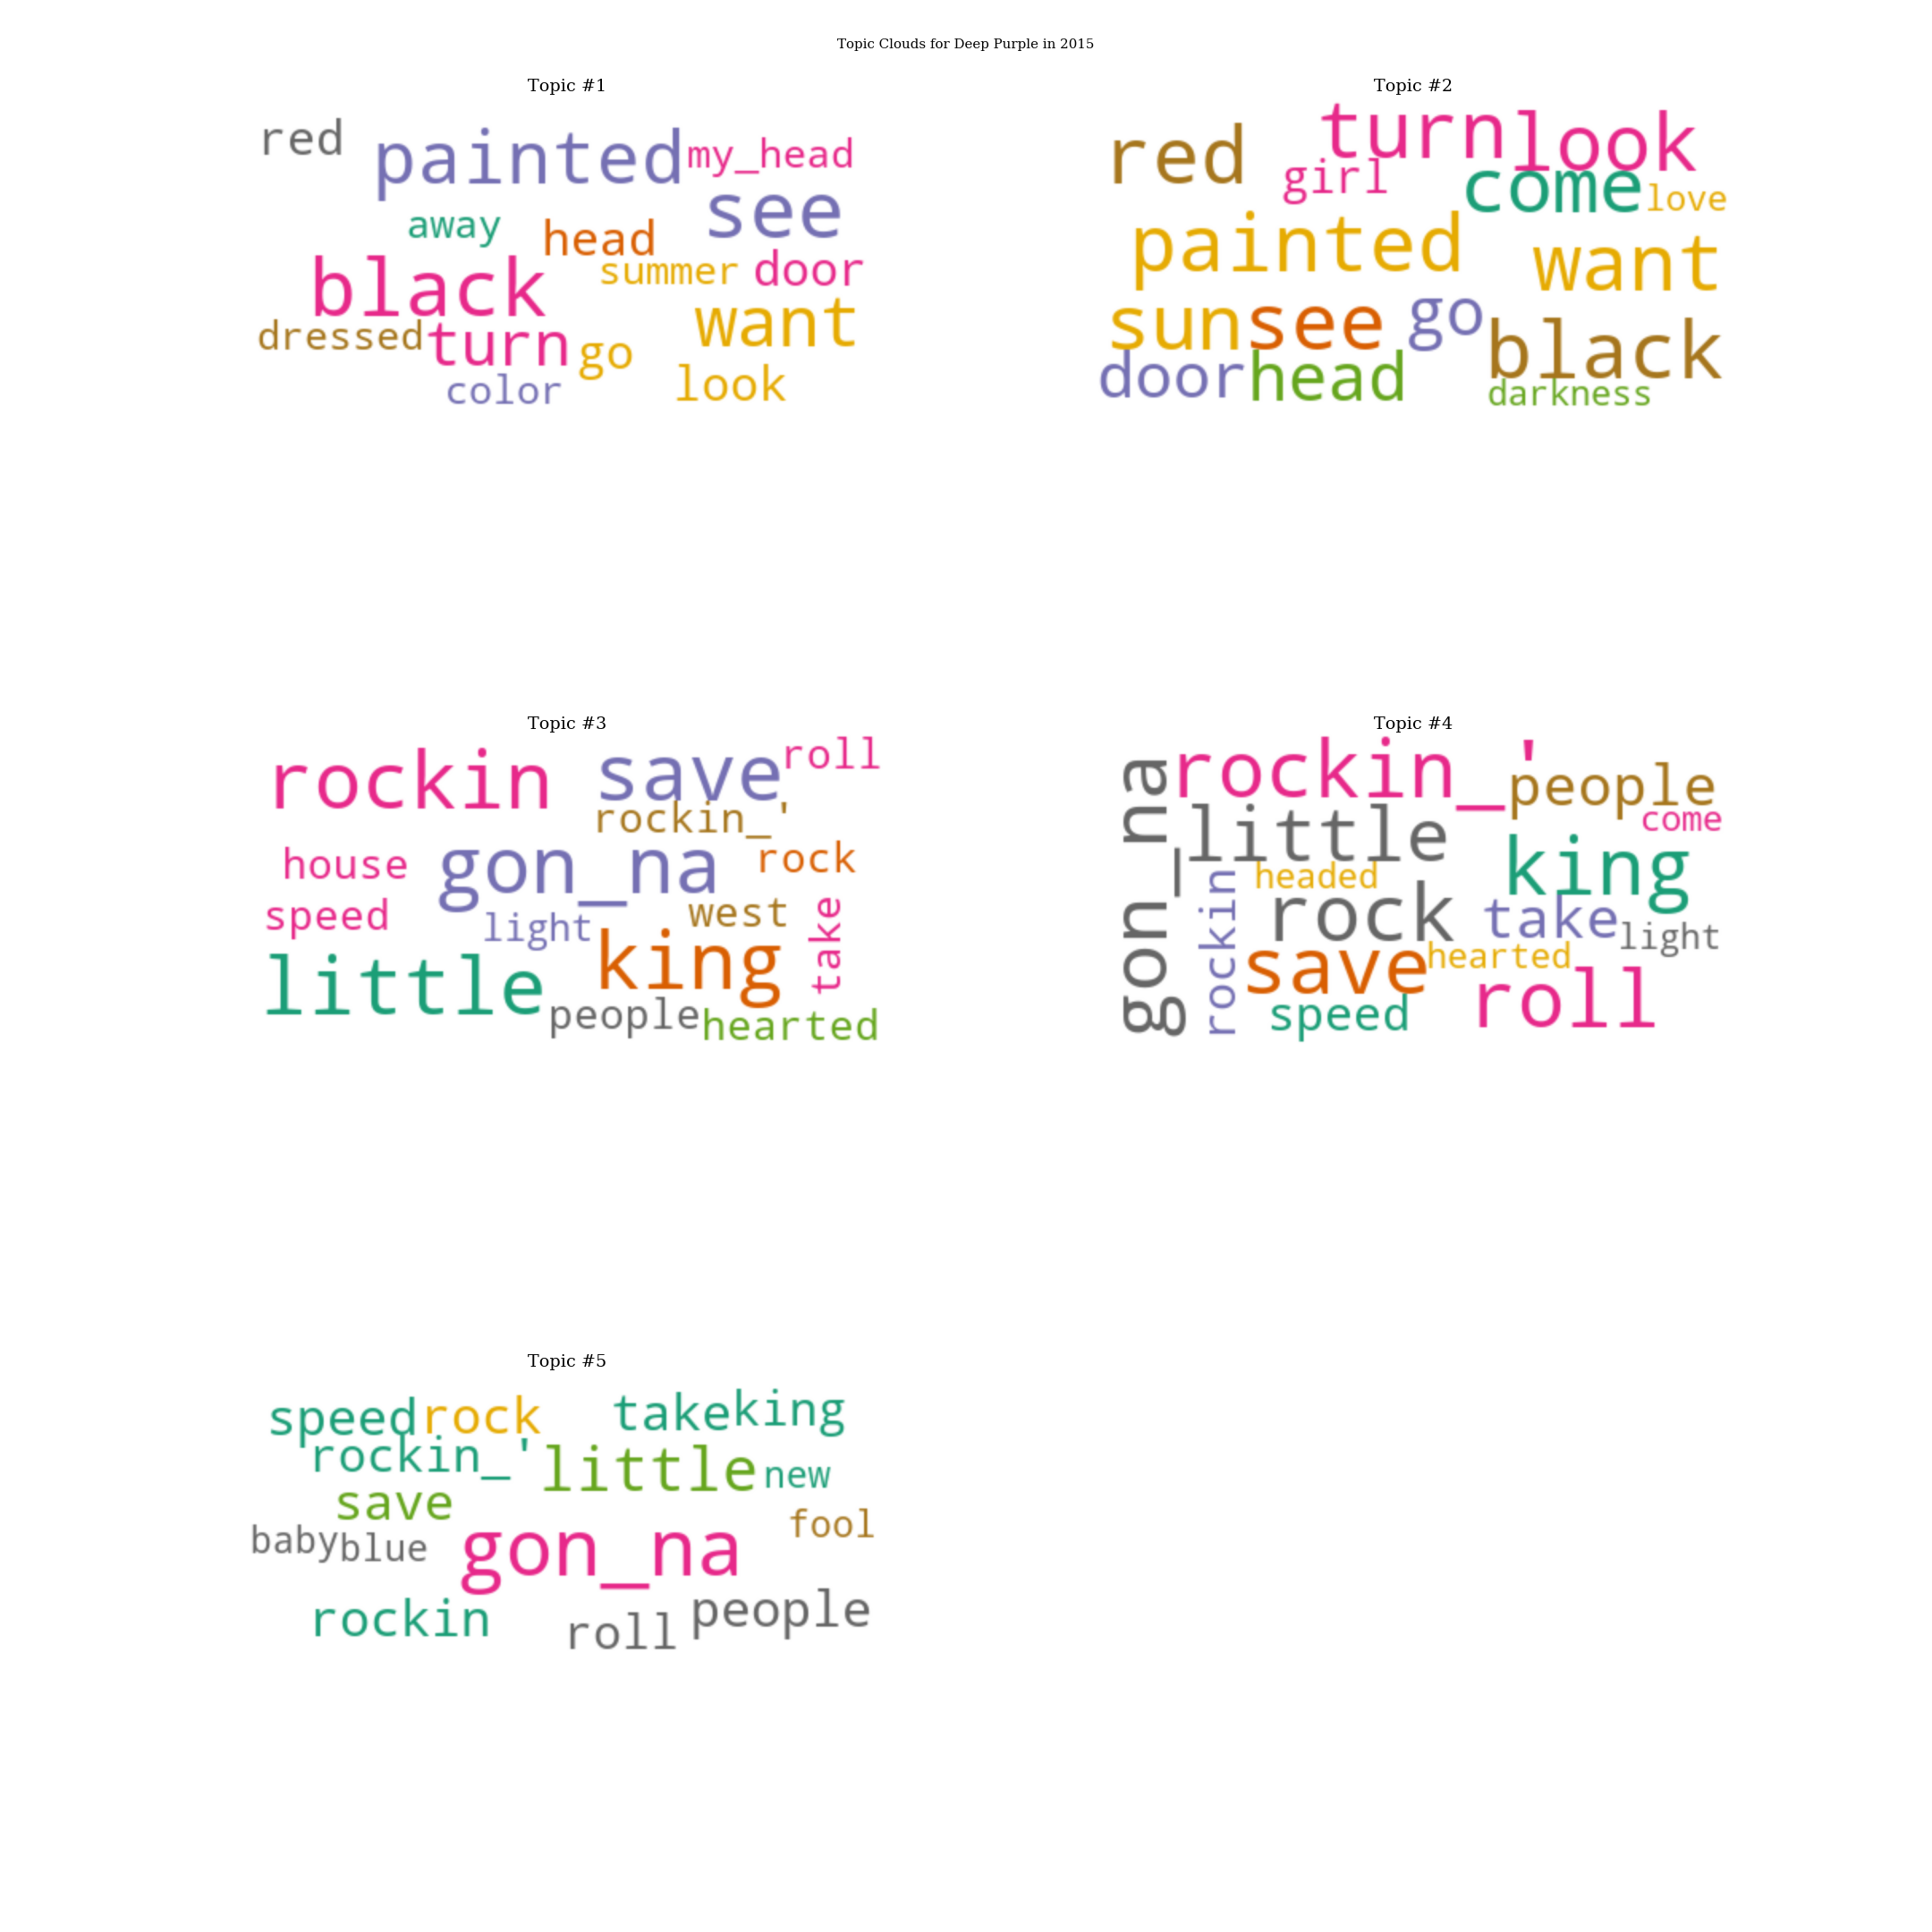 Topic Clouds for Deep Purple in 2015
Topic #1
red painted my_head
see
away head
summer door
black
want
dressed turn go
color look
Topic #2
turn look
red girl come love
painted want
sun see go
black
door head
darkness
Topic #3
rockin save roll
rockin_'
house gon_na rock
speed light west take
king
little
people hearted
Topic #4
gon_na rockin_' people
come
little
headed king
rockin rock take light
save hearted
speed roll
Topic #5
speed rock take king
rockin_' little new
save
fool
baby blue gon_na
rockin roll people